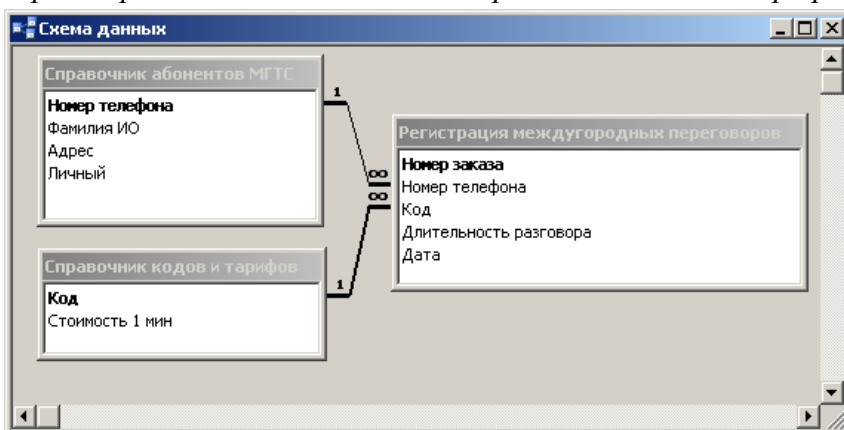 Схема данных
Справочник абонентов МГТС
Номер телефона
Фамилия ИО
Адрес
Личный
1
∞
Справочник кодов и тарифов
Код
Стоимость 1 мин
1
∞
Регистрация междугородных переговоров
Номер заказа
Номер телефона
Код
Длительность разговора
Дата